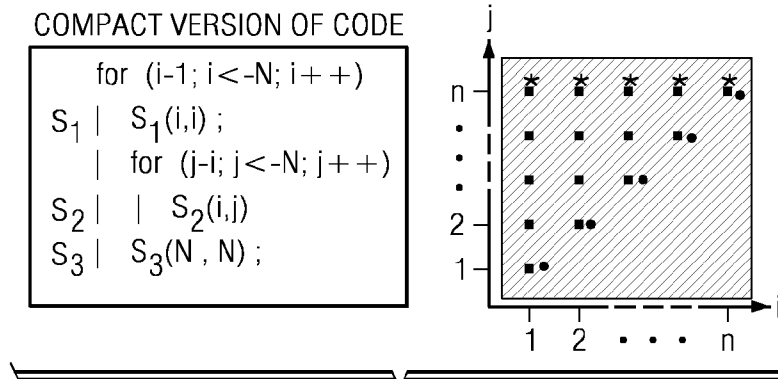 COMPACT VERSION OF CODE
for (i-1; i<-N; i++)
S1 | S1(i,i) ;
| for (j-i; j<-N; j++)
S2 | | S2(i,j)
S3 | S3(N , N) ;
j
n
2
1
i
1 2 • • • n